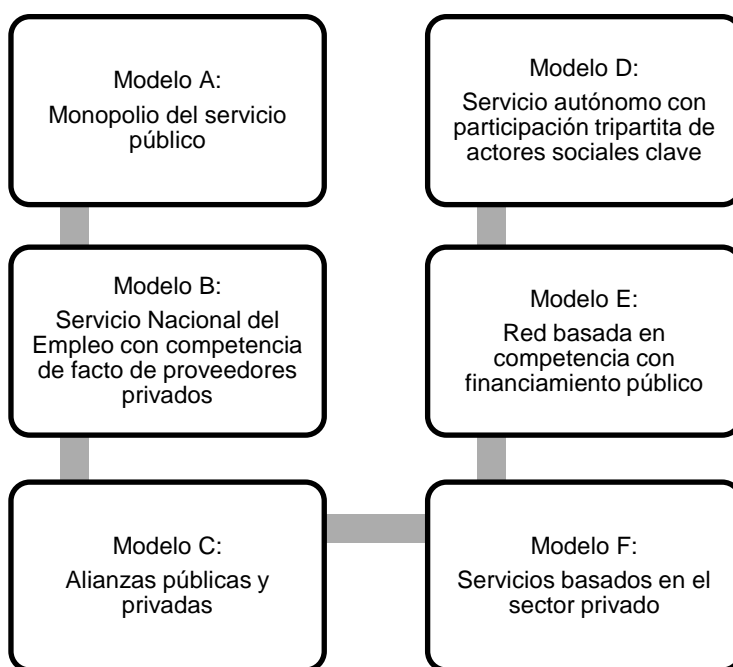 Modelo A:
Monopolio del servicio
público
Modelo B:
Servicio Nacional del
Empleo con competencia
de facto de proveedores
privados
Modelo C:
Alianzas públicas y
privadas
Modelo D:
Servicio autónomo con
participación tripartita de
actores sociales clave
Modelo E:
Red basada en
competencia con
financiamiento público
Modelo F:
Servicios basados en el
sector privado